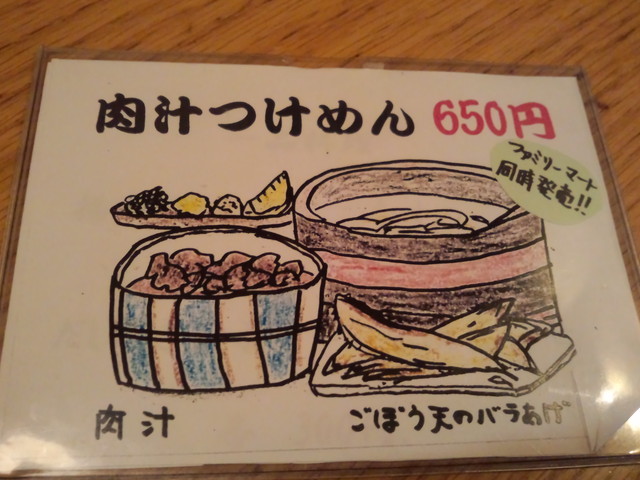 肉汁つけめん 650円
ファミリーマート
同時発売!!
肉汁
ごぼう天のバラあげ